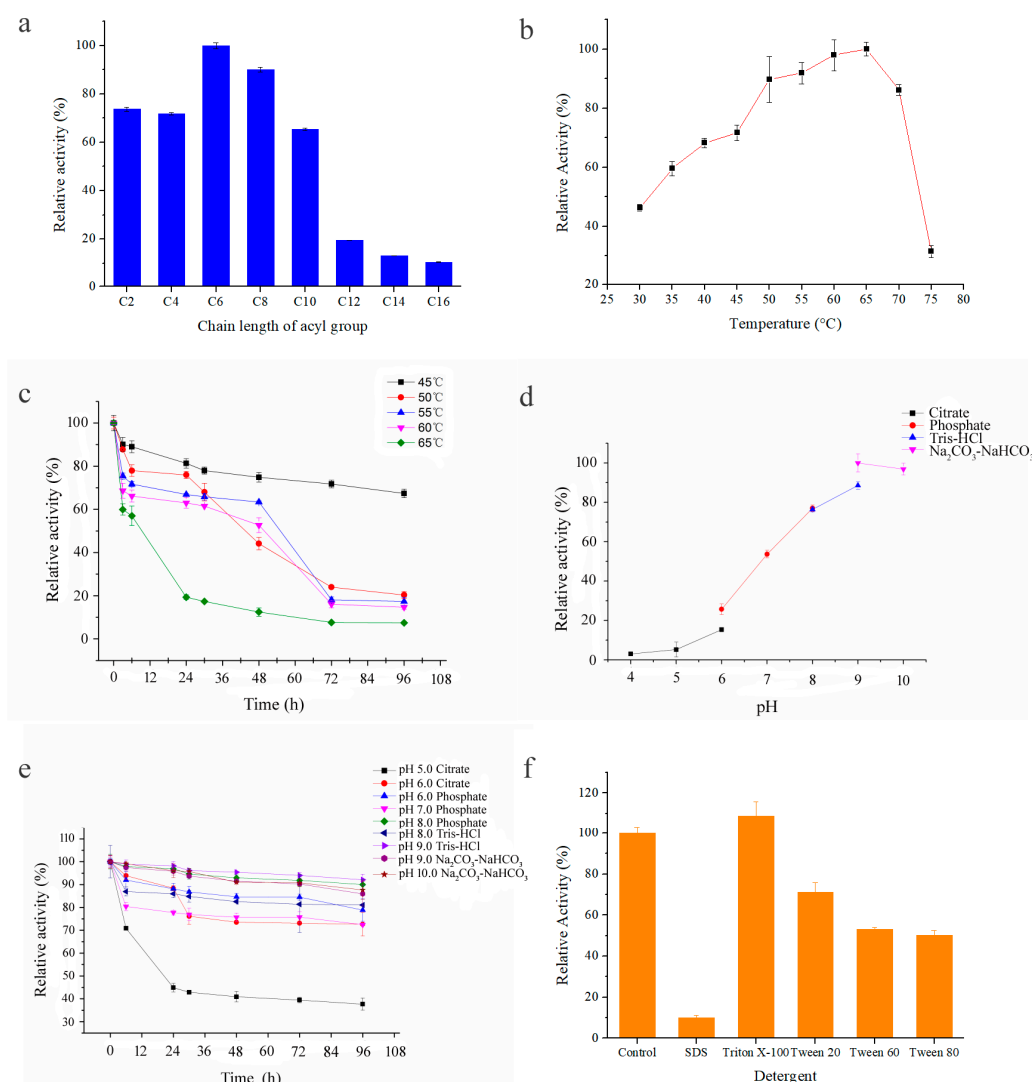 a
Relative activity (%)
100
80
60
40
20
0
C2 C4 C6 C8 C10 C12 C14 C16
Chain length of acyl group
b
Relative Activity (%)
100
80
60
40
20
25 30 35 40 45 50 55 60 65 70 75 80
Temperature (°C)
c
45℃
50℃
55℃
60℃
65℃
Relative activity (%)
100
80
60
40
20
0
0 12 24 36 48 60 72 84 96 108
Time (h)
d
Citrate
Phosphate
Tris-HCl
Na₂CO₃-NaHCO₃
Relative activity (%)
100
80
60
40
20
0
4 5 6 7 8 9 10
pH
e
pH 5.0 Citrate
pH 6.0 Citrate
pH 6.0 Phosphate
pH 7.0 Phosphate
pH 8.0 Phosphate
pH 8.0 Tris-HCl
pH 9.0 Tris-HCl
pH 9.0 Na₂CO₃-NaHCO₃
pH 10.0 Na₂CO₃-NaHCO₃
Relative activity (%)
110
100
90
80
70
60
50
40
30
0 12 24 36 48 60 72 84 96 108
Time (h)
f
Relative Activity (%)
120
100
80
60
40
20
0
Control SDS Triton X-100 Tween 20 Tween 60 Tween 80
Detergent